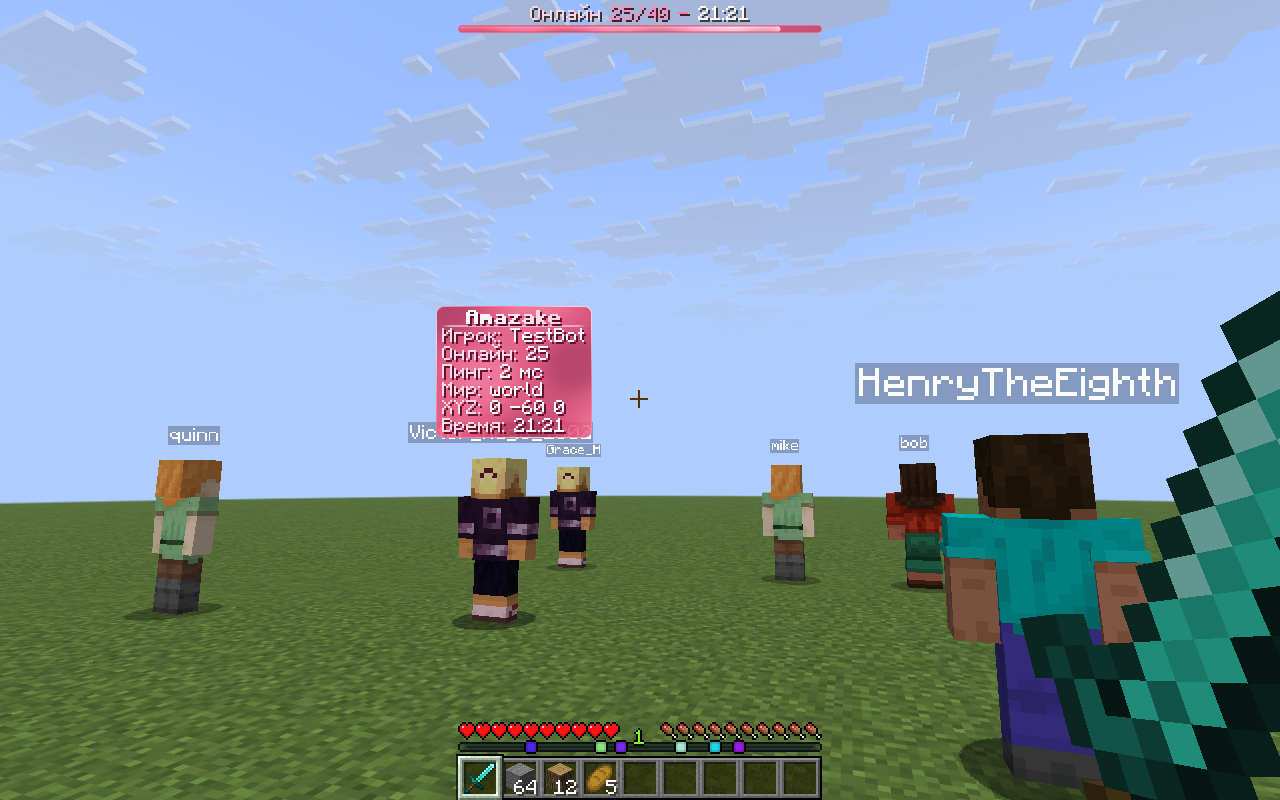 Онлайн 25/40 - 21:21
Amazake
Игрок: TestBot
Онлайн: 25
Пинг: 2 мс
Мир: world
XYZ: 0 -60 0
Время: 21:21
HenryTheEighth
quinn
Grace_H
mike
bob
1
64
12
5